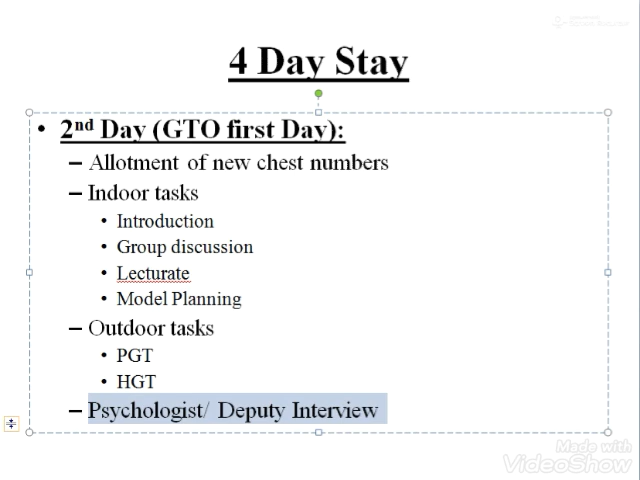 4 Day Stay
• 2nd Day (GTO first Day):
– Allotment of new chest numbers
– Indoor tasks
• Introduction
• Group discussion
• Lecturate
• Model Planning
– Outdoor tasks
• PGT
• HGT
– Psychologist/ Deputy Interview
Made with
VideoShow